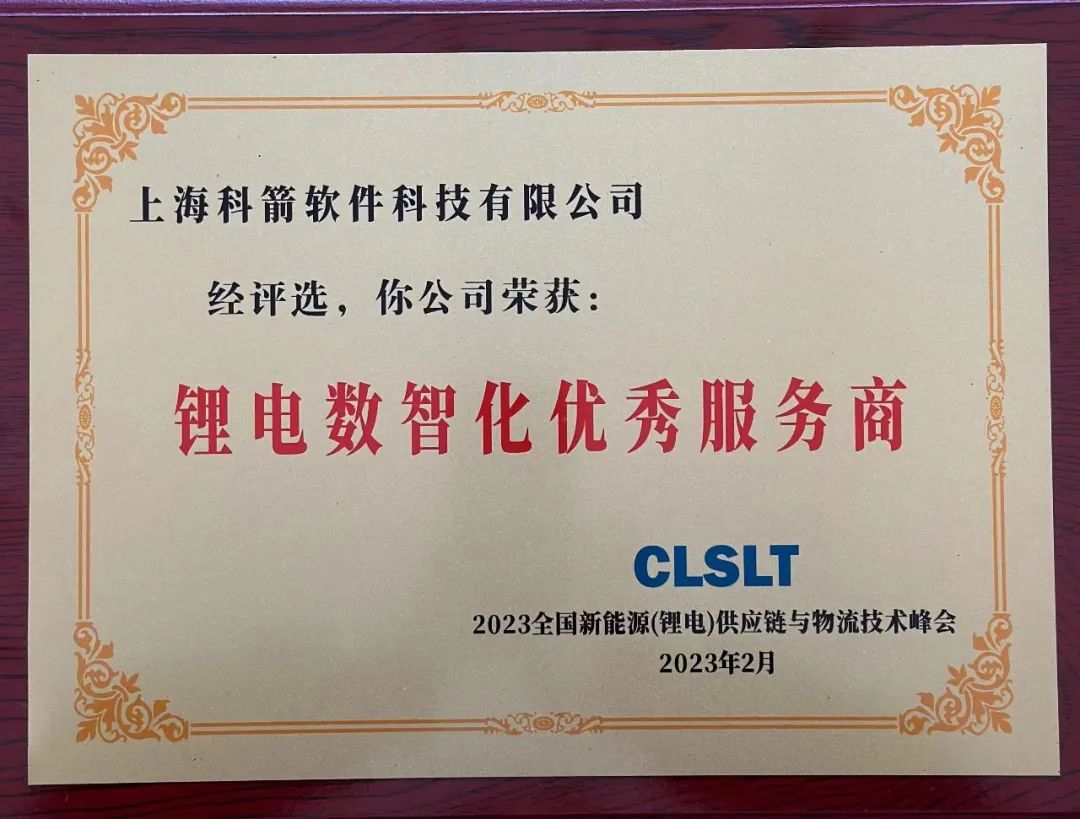 上海科箭软件科技有限公司
经评选，你公司荣获：
锂电数智化优秀服务商
CLSLT
2023全国新能源(锂电)供应链与物流技术峰会
2023年2月